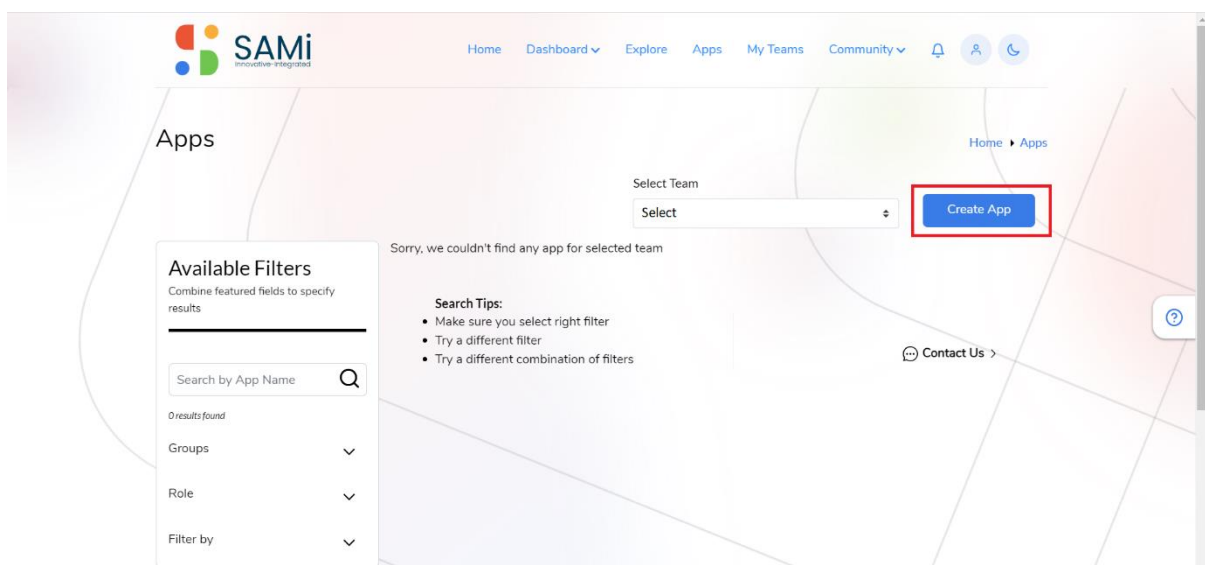 SAMi
Innovative-Integrated
Home Dashboard Explore Apps My Teams Community
Apps
Home Apps
Select Team
Select
Create App
Sorry, we couldn't find any app for selected team
Available Filters
Combine featured fields to specify
results
Search Tips:
Make sure you select right filter
Try a different filter
Try a different combination of filters
Contact Us
Search by App Name
0 results found
Groups
Role
Filter by